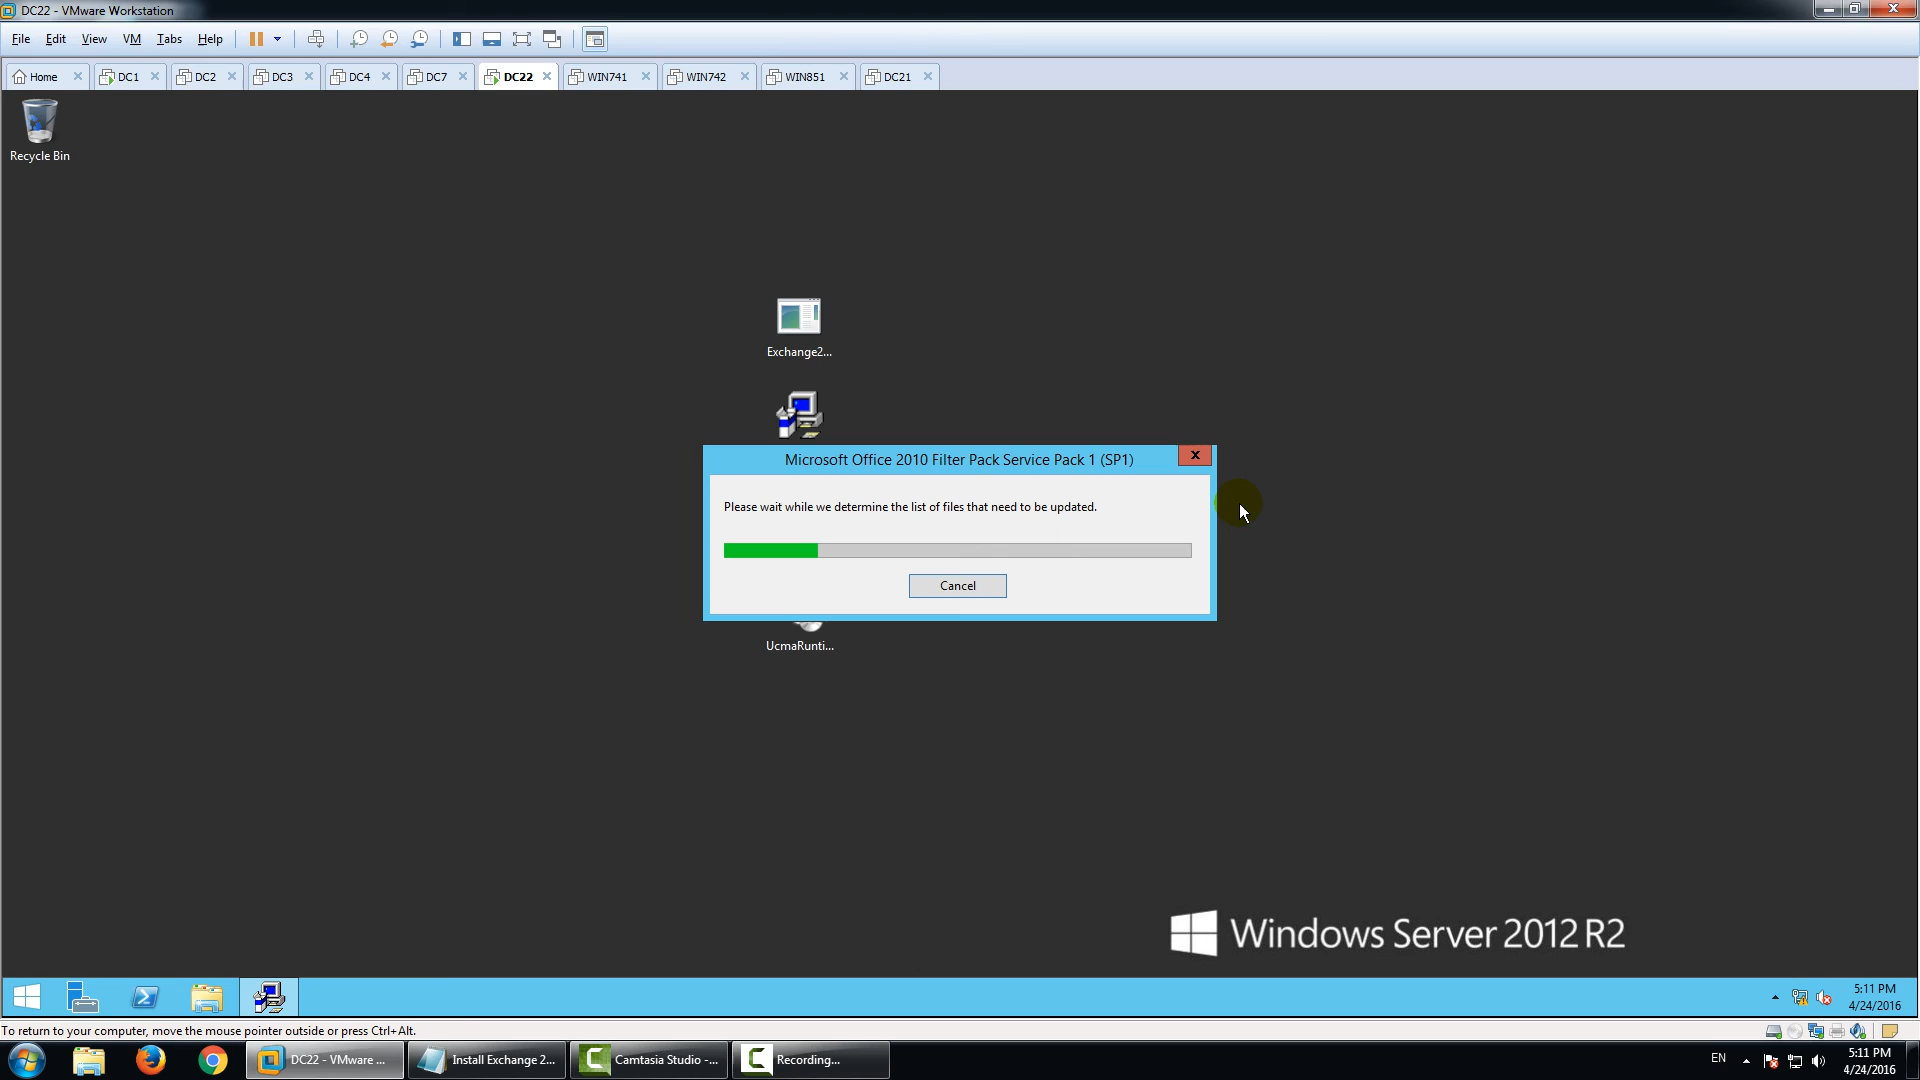 DC22 - VMware Workstation
File Edit View VM Tabs Help
Home DC1 DC2 DC3 DC4 DC7 DC22 WIN741 WIN742 WIN851 DC21
Recycle Bin
Exchange2...
Microsoft Office 2010 Filter Pack Service Pack 1 (SP1)
Please wait while we determine the list of files that need to be updated.
Cancel
UcmaRunti...
Windows Server 2012 R2
5:11 PM
4/24/2016
To return to your computer, move the mouse pointer outside or press Ctrl+Alt.
DC22 - VMware ... Install Exchange 2... Camtasia Studio -... Recording... EN
5:11 PM
4/24/2016